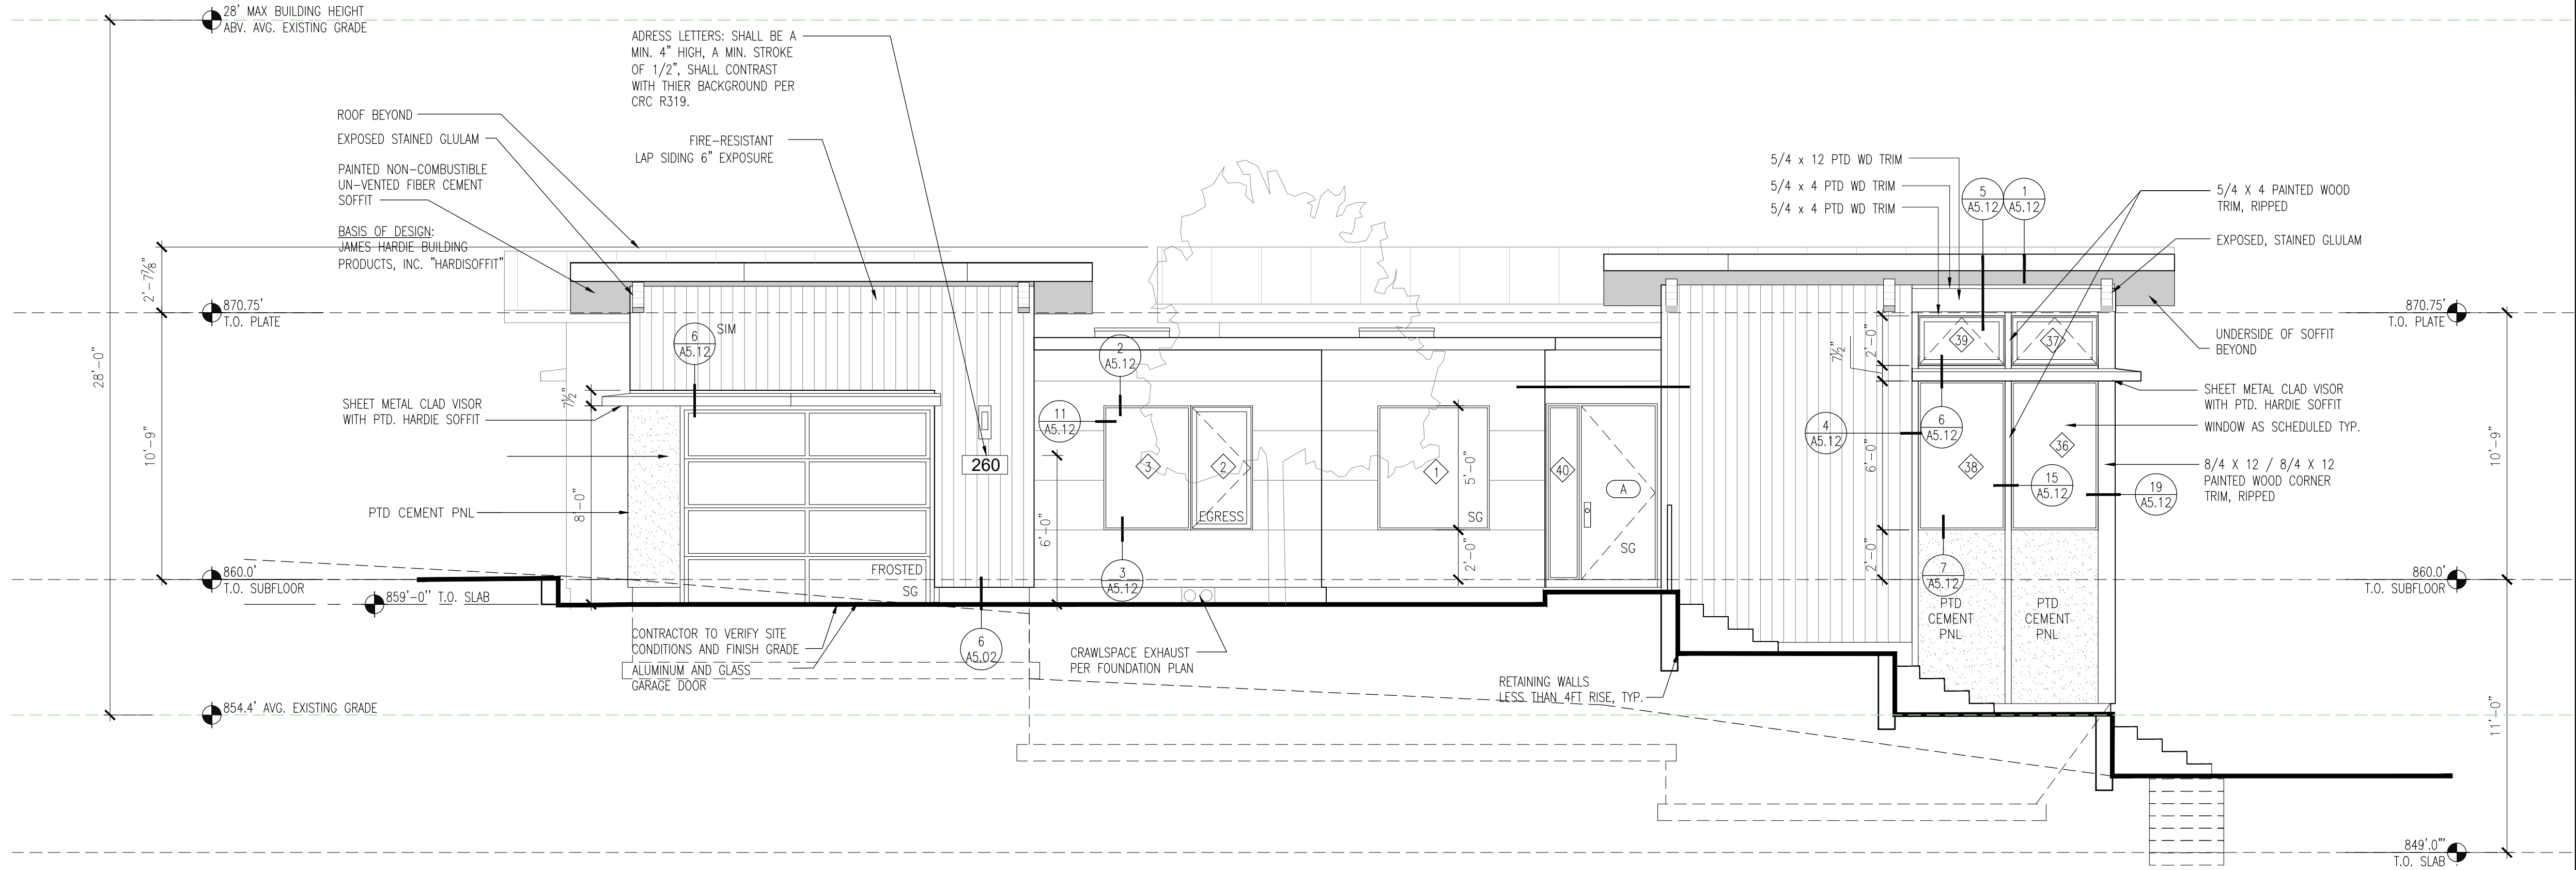 28' MAX BUILDING HEIGHT
ABV. AVG. EXISTING GRADE
ADRESS LETTERS: SHALL BE A
MIN. 4" HIGH, A MIN. STROKE
OF 1/2", SHALL CONTRAST
WITH THIER BACKGROUND PER
CRC R319.
ROOF BEYOND
EXPOSED STAINED GLULAM
PAINTED NON-COMBUSTIBLE
UN-VENTED FIBER CEMENT
SOFFIT
BASIS OF DESIGN:
JAMES HARDIE BUILDING
PRODUCTS, INC. "HARDISOFFIT"
FIRE-RESISTANT
LAP SIDING 6" EXPOSURE
5/4 x 12 PTD WD TRIM
5/4 x 4 PTD WD TRIM
5/4 x 4 PTD WD TRIM
5
A5.12
1
A5.12
5/4 X 4 PAINTED WOOD
TRIM, RIPPED
EXPOSED, STAINED GLULAM
UNDERSIDE OF SOFFIT
BEYOND
2'-7⅞"
28'-0"
10'-9"
870.75'
T.O. PLATE
870.75'
T.O. PLATE
6
A5.12
SIM
2
A5.12
11
A5.12
3
A5.12
4
A5.12
6
A5.12
7
A5.12
15
A5.12
19
A5.12
39
37
38
36
7½"
2'-0"
6'-0"
2'-0"
SHEET METAL CLAD VISOR
WITH PTD. HARDIE SOFFIT
7½"
8'-0"
PTD CEMENT PNL
260
6'-0"
3
2
EGRESS
1
5'-0"
SG
2'-0"
40
A
SG
FROSTED
SG
SHEET METAL CLAD VISOR
WITH PTD. HARDIE SOFFIT
WINDOW AS SCHEDULED TYP.
8/4 X 12 / 8/4 X 12
PAINTED WOOD CORNER
TRIM, RIPPED
10'-9"
860.0'
T.O. SUBFLOOR
859'-0" T.O. SLAB
860.0'
T.O. SUBFLOOR
PTD
CEMENT
PNL
PTD
CEMENT
PNL
CONTRACTOR TO VERIFY SITE
CONDITIONS AND FINISH GRADE
ALUMINUM AND GLASS
GARAGE DOOR
6
A5.02
CRAWLSPACE EXHAUST
PER FOUNDATION PLAN
RETAINING WALLS
LESS THAN 4FT RISE, TYP.
854.4' AVG. EXISTING GRADE
11'-0"
849'.0'"
T.O. SLAB